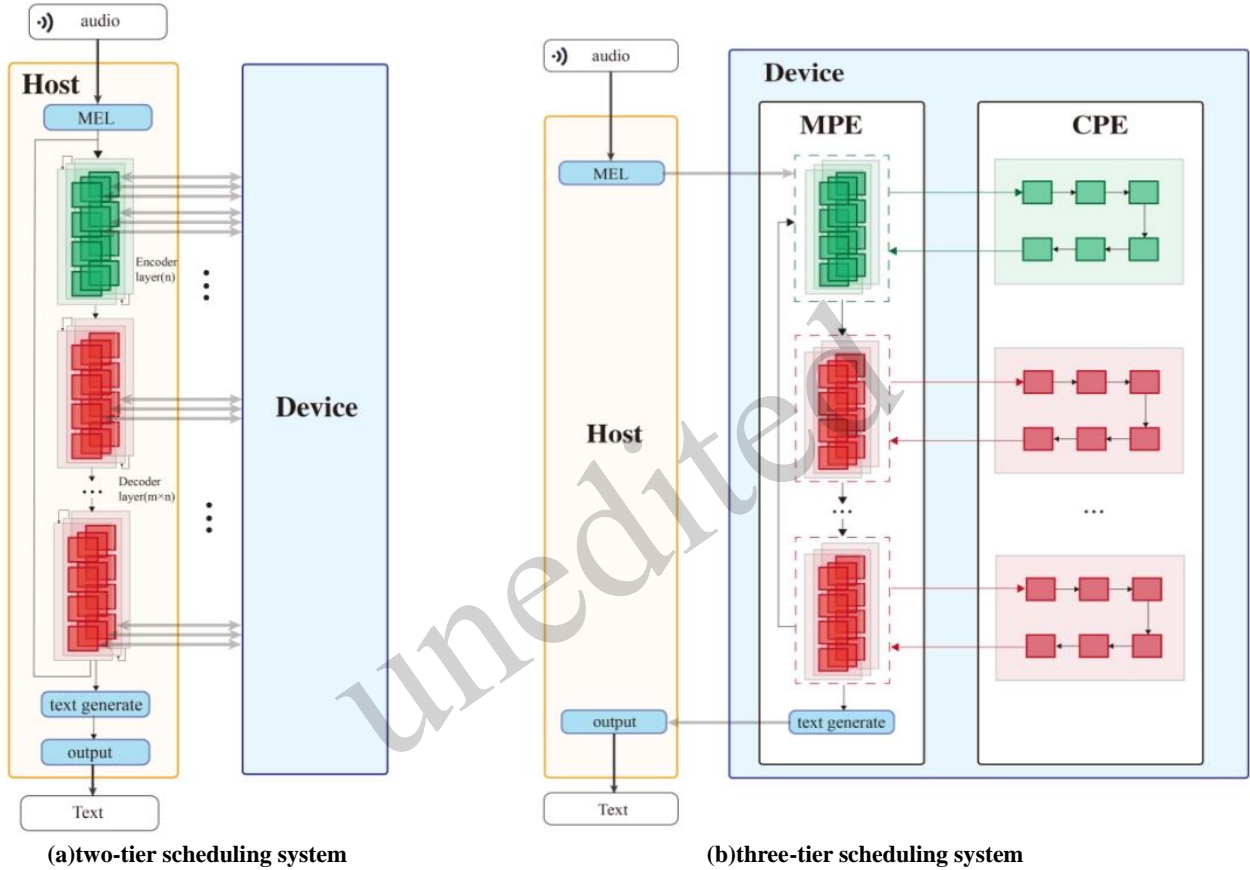 audio
Host
MEL
Encoder
layer(n)
Device
Decoder
layer(m×n)
text generate
output
Text
(a)two-tier scheduling system
audio
Device
MPE
CPE
MEL
Host
...
...
output
text generate
Text
(b)three-tier scheduling system
unedited